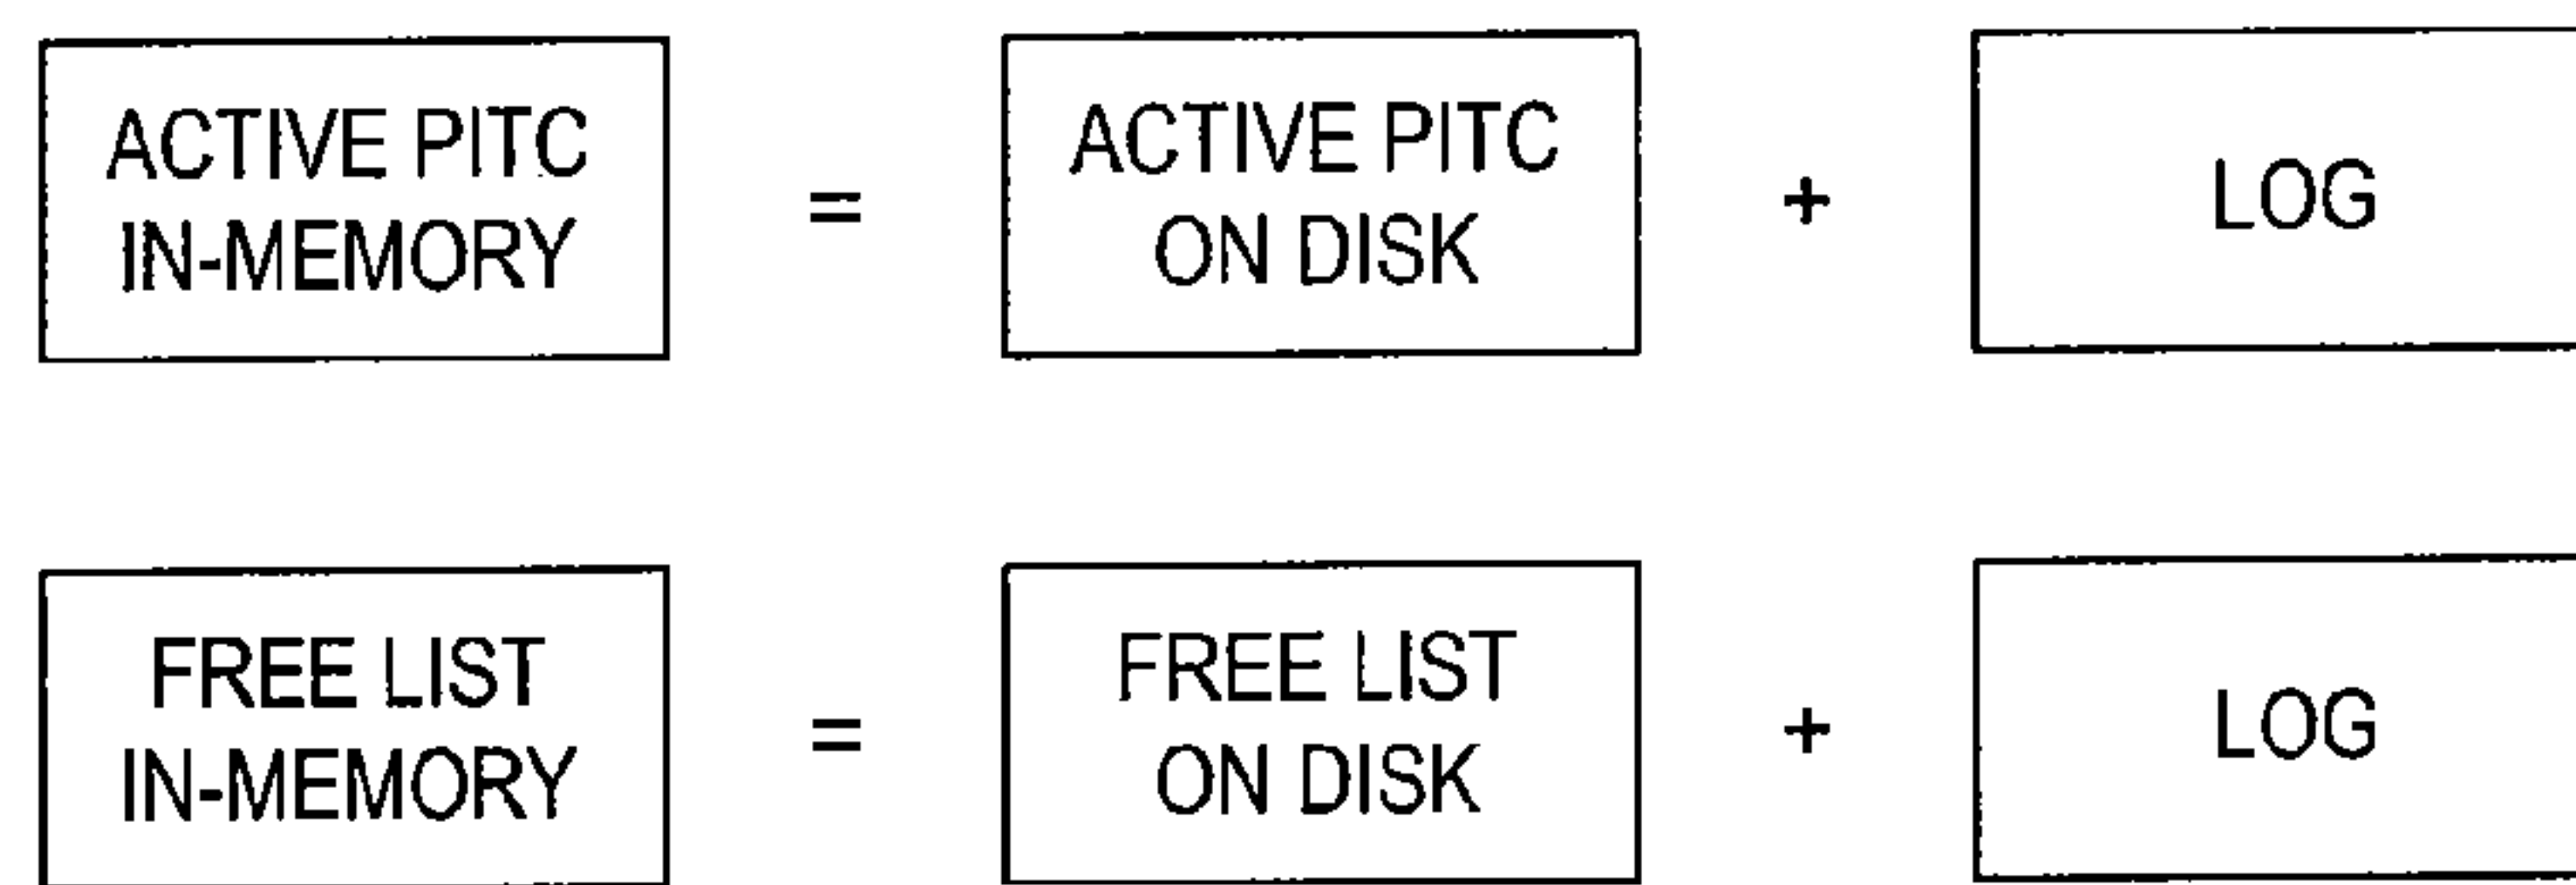 ACTIVE PITC
IN-MEMORY
=
ACTIVE PITC
ON DISK
+
LOG
FREE LIST
IN-MEMORY
=
FREE LIST
ON DISK
+
LOG